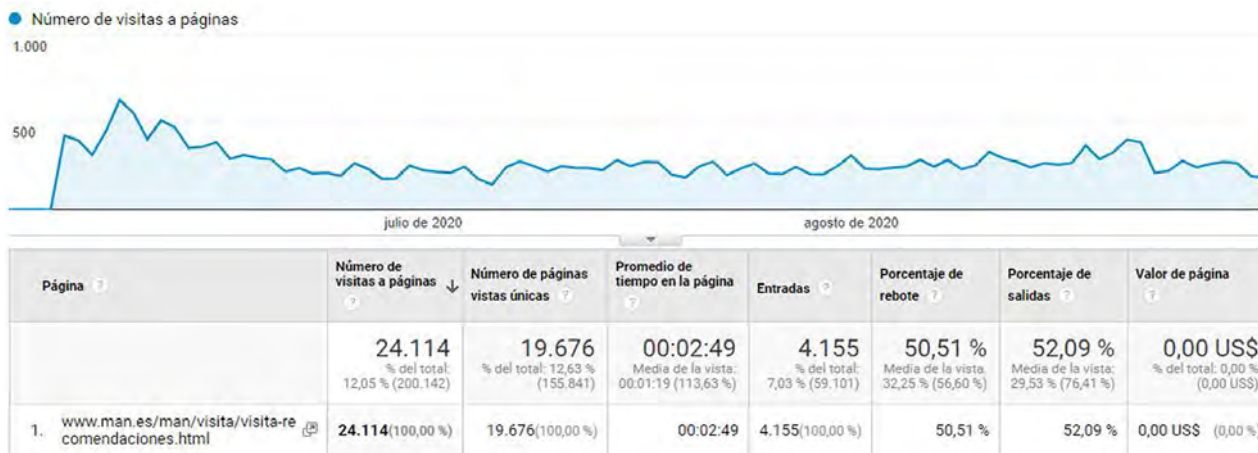 Número de visitas a páginas
1.000
500
julio de 2020
agosto de 2020
Página ?
Número de
visitas a páginas ↓
?
Número de páginas
vistas únicas ?
Promedio de
tiempo en la página
?
Entradas ?
Porcentaje de
rebote ?
Porcentaje de
salidas ?
Valor de página
?
24.114
% del total:
12,05 % (200.142)
19.676
% del total: 12,63 %
(155.841)
00:02:49
Media de la vista:
00:01:19 (113,63 %)
4.155
% del total:
7,03 % (59.101)
50,51 %
Media de la vista:
32,25 % (56,60 %)
52,09 %
Media de la vista:
29,53 % (76,41 %)
0,00 US$
% del total: 0,00 %
(0,00 US$)
1.
www.man.es/man/visita/visita-re
comendaciones.html
24.114(100,00 %)
19.676(100,00 %)
00:02:49
4.155(100,00 %)
50,51 %
52,09 %
0,00 US$ (0,00 %)